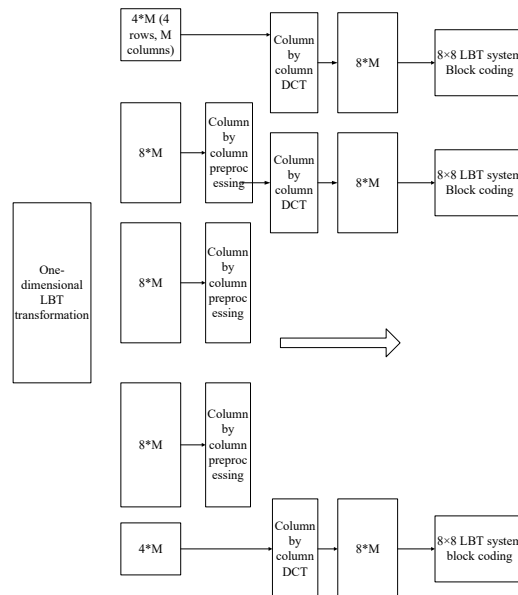 4*M (4
rows, M
columns)
Column
by
column
DCT
8*M
8×8 LBT system
Block coding
8*M
Column
by
column
preproc
essing
Column
by
column
DCT
8*M
8×8 LBT system
Block coding
One-
dimensional
LBT
transformation
8*M
Column
by
column
preproc
essing
8*M
Column
by
column
preproc
essing
4*M
Column
by
column
DCT
8*M
8×8 LBT system
block coding